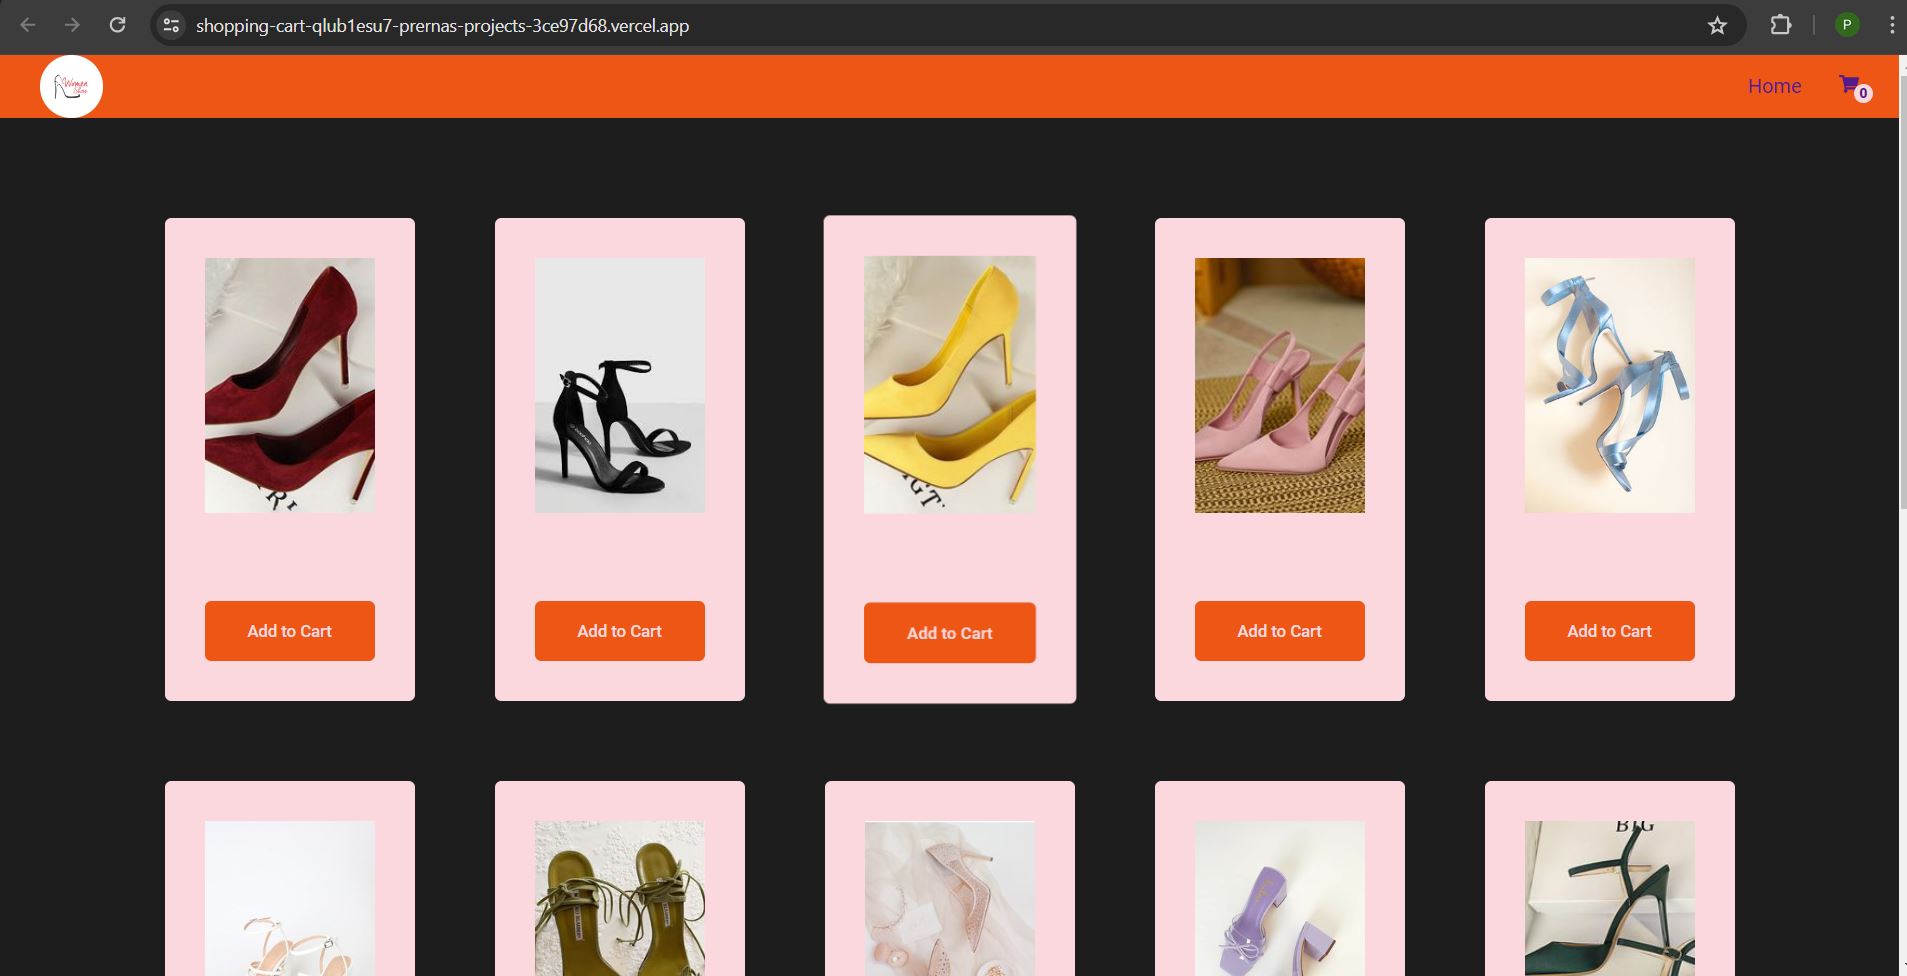 shopping-cart-qlub1esu7-prernas-projects-3ce97d68.vercel.app
P
Women
Home
0
Add to Cart
Add to Cart
Add to Cart
Add to Cart
Add to Cart
BIG